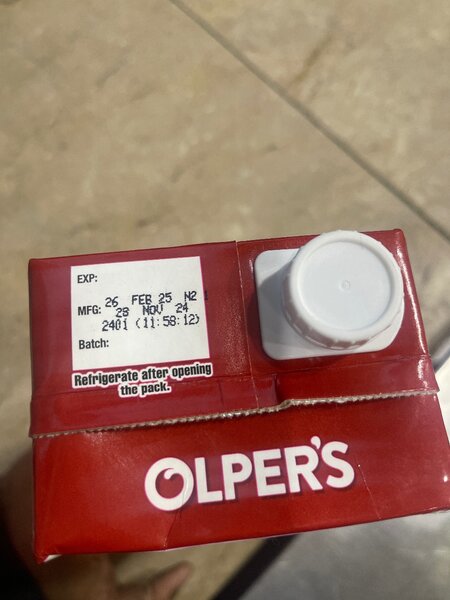 EXP:
26 FEB 25 N2
MFG: 28 NOV 24
2401 (11:58:12)
Batch:
Refrigerate after opening
the pack.
OLPER'S